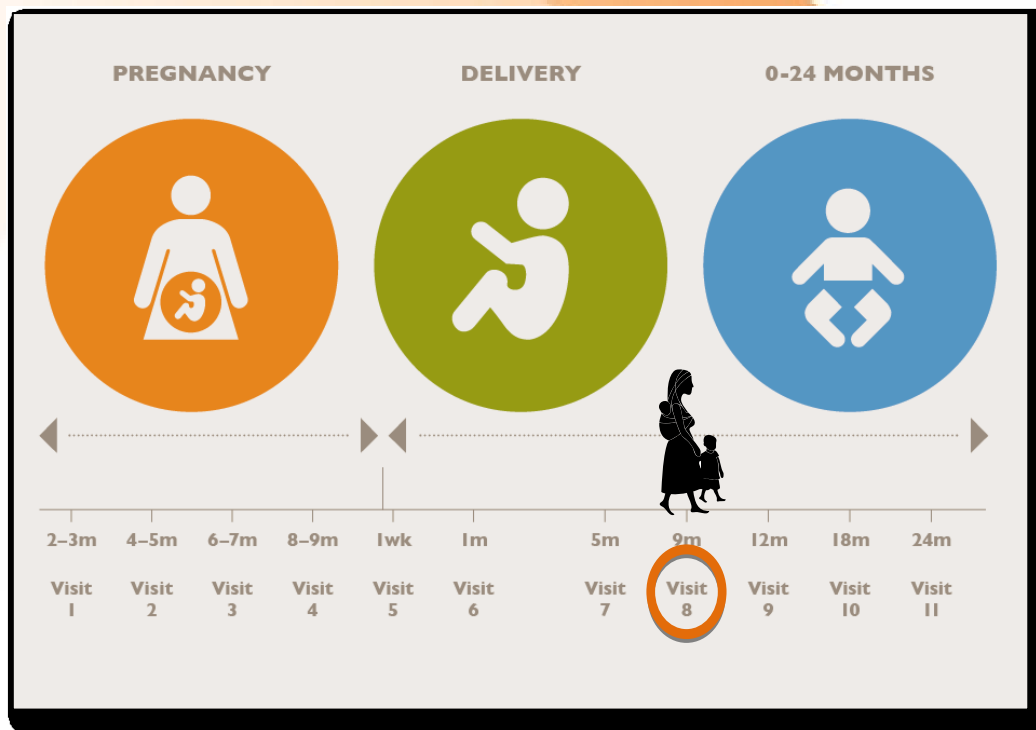 PREGNANCY DELIVERY 0-24 MONTHS
2–3m 4–5m 6–7m 8–9m 1wk 1m 5m 9m 12m 18m 24m
Visit Visit Visit Visit Visit Visit Visit Visit Visit Visit Visit
1 2 3 4 5 6 7 8 9 10 11